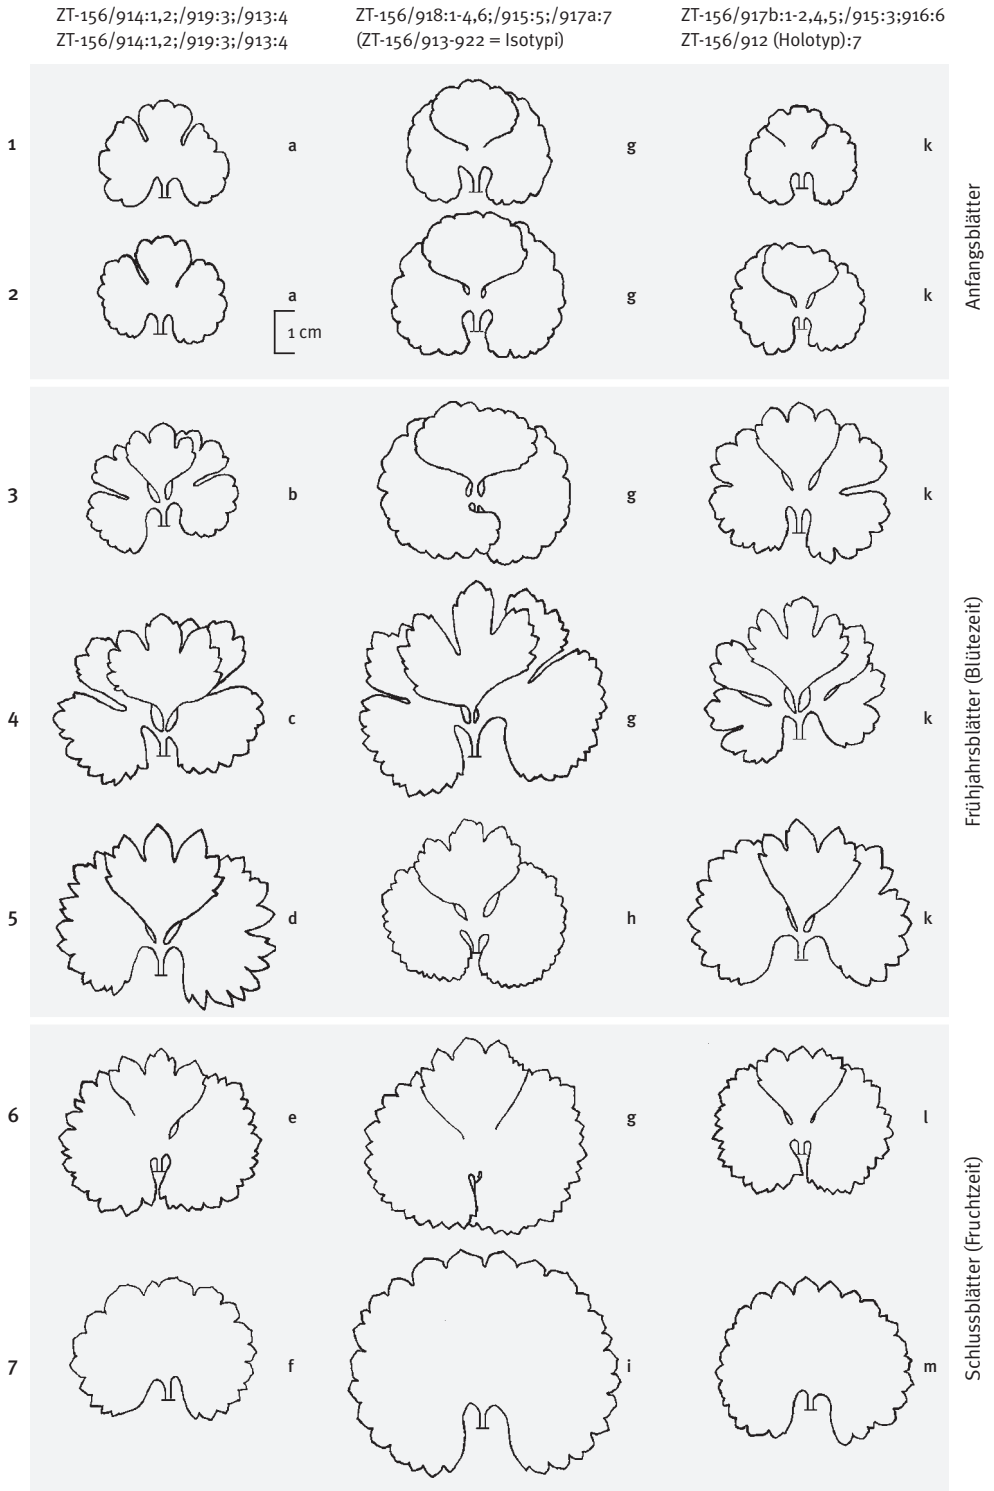 ZT-156/914:1,2;/919:3;/913:4
ZT-156/914:1,2;/919:3;/913:4
ZT-156/918:1-4,6;/915:5;/917a:7
(ZT-156/913-922 = Isotypi)
ZT-156/917b:1-2,4,5;/915:3;916:6
ZT-156/912 (Holotyp):7
1 a g k
2 a g k
1 cm
Anfangsblätter
3 b g k
4 c g k
5 d h k
Frühjahrsblätter (Blütezeit)
6 e g l
7 f i m
Schlussblätter (Fruchtzeit)